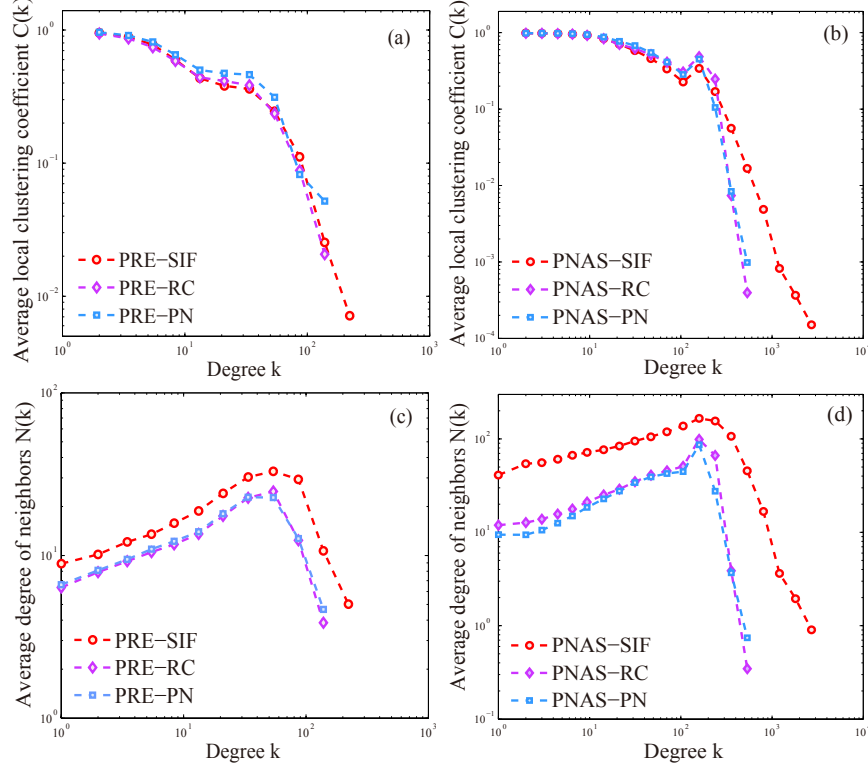 (a)
Average local clustering coefficient C(k)
10^0
10^-1
10^-2
PRE−SIF
PRE−RC
PRE−PN
10^0 10^1 10^2 10^3
Degree k
(b)
Average local clustering coefficient C(k)
10^0
10^-1
10^-2
10^-3
10^-4
PNAS−SIF
PNAS−RC
PNAS−PN
10^0 10^1 10^2 10^3
Degree k
(c)
Average degree of neighbors N(k)
10^2
10^1
10^0
PRE−SIF
PRE−RC
PRE−PN
10^0 10^1 10^2 10^3
Degree k
(d)
Average degree of neighbors N(k)
10^2
10^1
10^0
10^-1
PNAS−SIF
PNAS−RC
PNAS−PN
10^0 10^1 10^2 10^3
Degree k